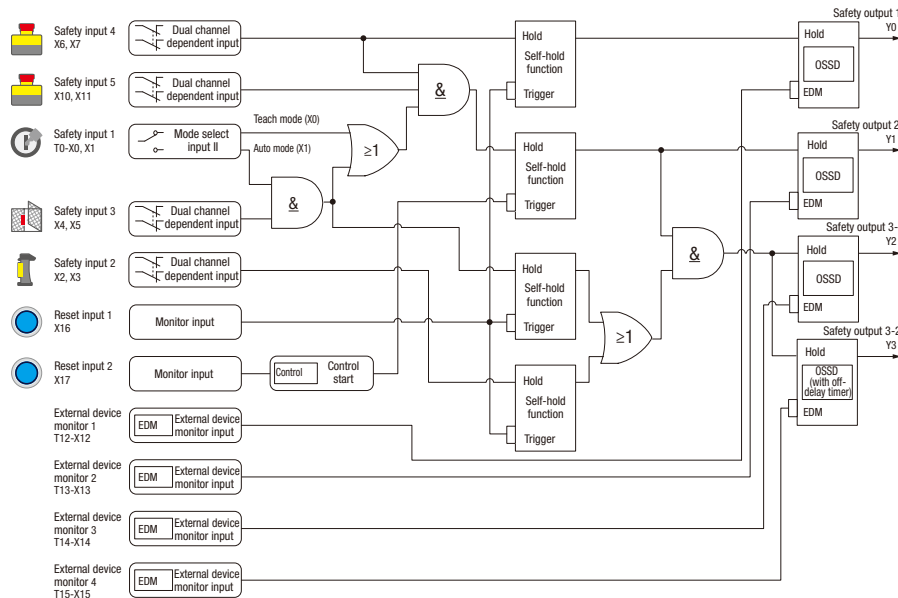 Safety input 4
X6, X7
Dual channel
dependent input
Safety input 5
X10, X11
Dual channel
dependent input
Safety input 1
T0-X0, X1
Mode select
input II
Teach mode (X0)
Auto mode (X1)
Safety input 3
X4, X5
Dual channel
dependent input
Safety input 2
X2, X3
Dual channel
dependent input
Reset input 1
X16
Monitor input
Reset input 2
X17
Monitor input
Control
Control
start
External device
monitor 1
T12-X12
EDM
External device
monitor input
External device
monitor 2
T13-X13
EDM
External device
monitor input
External device
monitor 3
T14-X14
EDM
External device
monitor input
External device
monitor 4
T15-X15
EDM
External device
monitor input
&
≥1
&
Hold
Self-hold
function
Trigger
Hold
Self-hold
function
Trigger
Hold
Self-hold
function
Trigger
Hold
Self-hold
function
Trigger
≥1
&
Safety output 1
Y0
Hold
OSSD
EDM
Safety output 2
Y1
Hold
OSSD
EDM
Safety output 3-
Y2
Hold
OSSD
EDM
Safety output 3-2
Y3
Hold
OSSD
(with off-
delay timer)
EDM